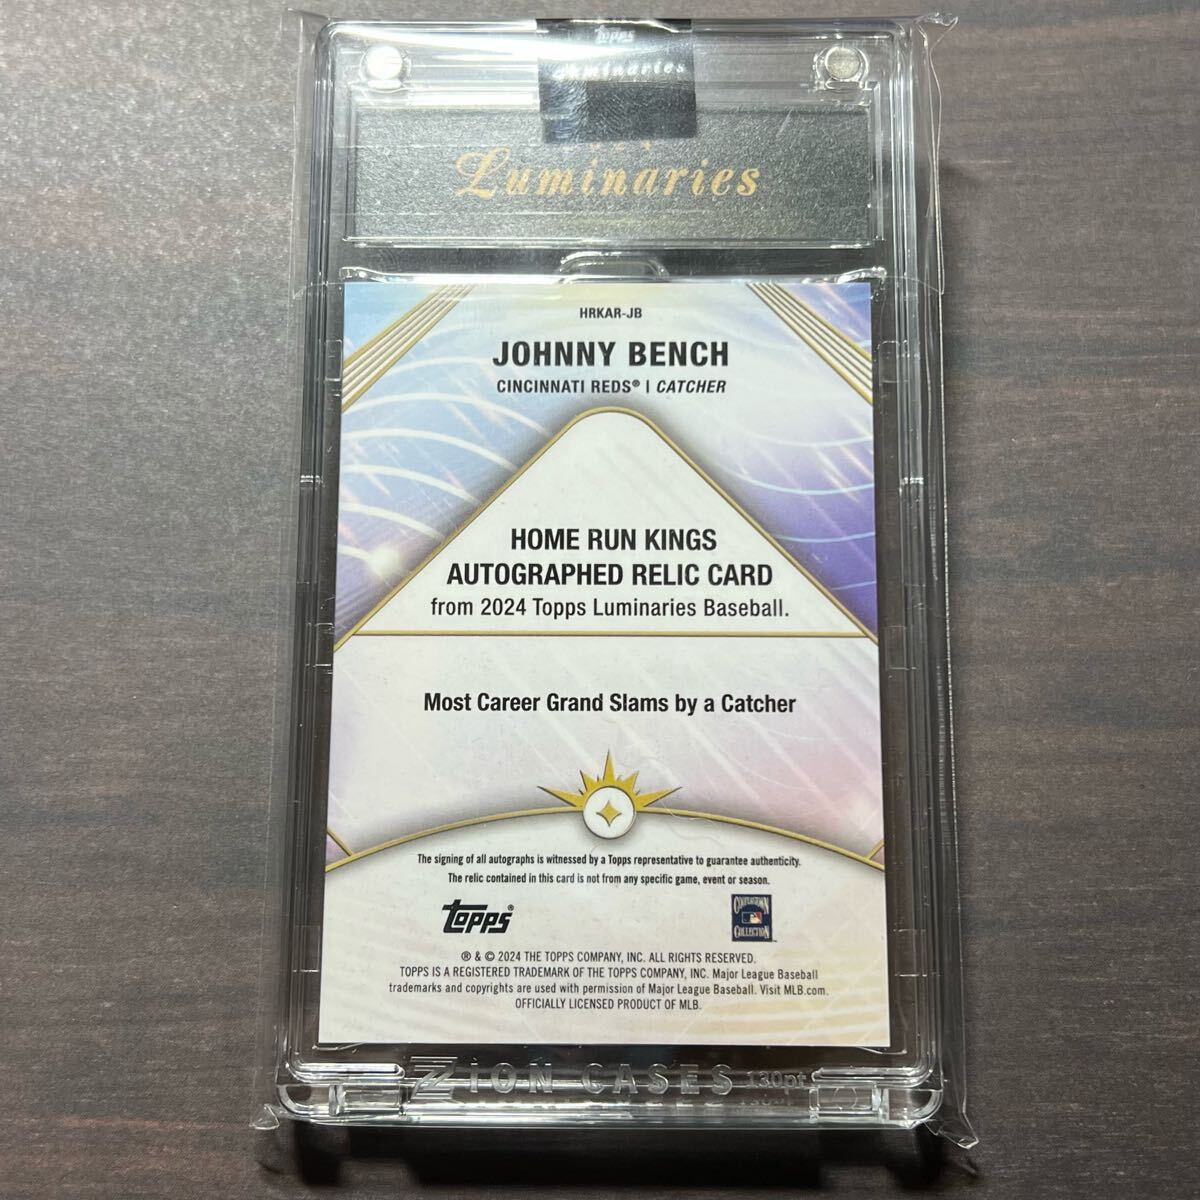 Topps
Luminaries
Luminaries
HRKAR-JB
JOHNNY BENCH
CINCINNATI REDS® | CATCHER
HOME RUN KINGS
AUTOGRAPHED RELIC CARD
from 2024 Topps Luminaries Baseball.
Most Career Grand Slams by a Catcher
The signing of all autographs is witnessed by a Topps representative to guarantee authenticity.
The relic contained in this card is not from any specific game, event or season.
topps®
COOPERSTOWN
COLLECTION
® & © 2024 THE TOPPS COMPANY, INC. ALL RIGHTS RESERVED.
TOPPS IS A REGISTERED TRADEMARK OF THE TOPPS COMPANY, INC. Major League Baseball
trademarks and copyrights are used with permission of Major League Baseball. Visit MLB.com.
OFFICIALLY LICENSED PRODUCT OF MLB.
ZION CASES 130pt